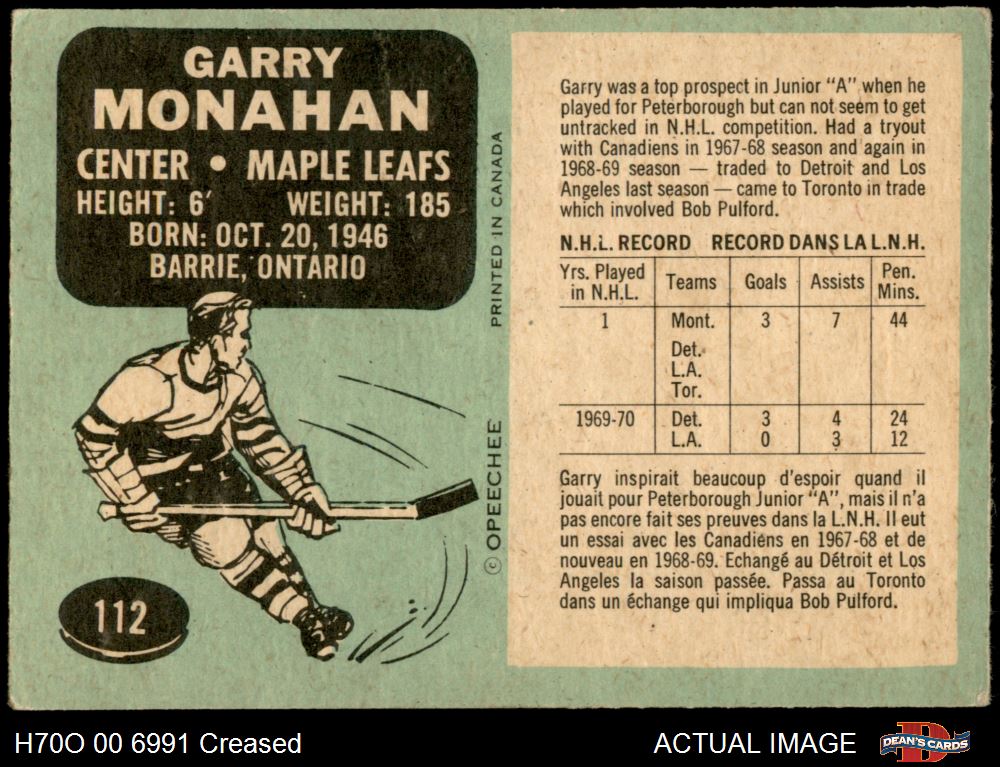 GARRY
MONAHAN
CENTER • MAPLE LEAFS
HEIGHT: 6′ WEIGHT: 185
BORN: OCT. 20, 1946
BARRIE, ONTARIO
112
PRINTED IN CANADA
© OPEECHEE
Garry was a top prospect in Junior "A" when he
played for Peterborough but can not seem to get
untracked in N.H.L. competition. Had a tryout
with Canadiens in 1967-68 season and again in
1968-69 season — traded to Detroit and Los
Angeles last season — came to Toronto in trade
which involved Bob Pulford.
N.H.L. RECORD RECORD DANS LA L.N.H.
Yrs. Played in N.H.L. Teams Goals Assists Pen. Mins.
1 Mont. 3 7 44
Det.
L.A.
Tor.
1969-70 Det. 3 4 24
L.A. 0 3 12
Garry inspirait beaucoup d'espoir quand il
jouait pour Peterborough Junior "A", mais il n'a
pas encore fait ses preuves dans la L.N.H. Il eut
un essai avec les Canadiens en 1967-68 et de
nouveau en 1968-69. Echangé au Détroit et Los
Angeles la saison passée. Passa au Toronto
dans un échange qui impliqua Bob Pulford.
H70O 00 6991 Creased
ACTUAL IMAGE
DEAN'S CARDS